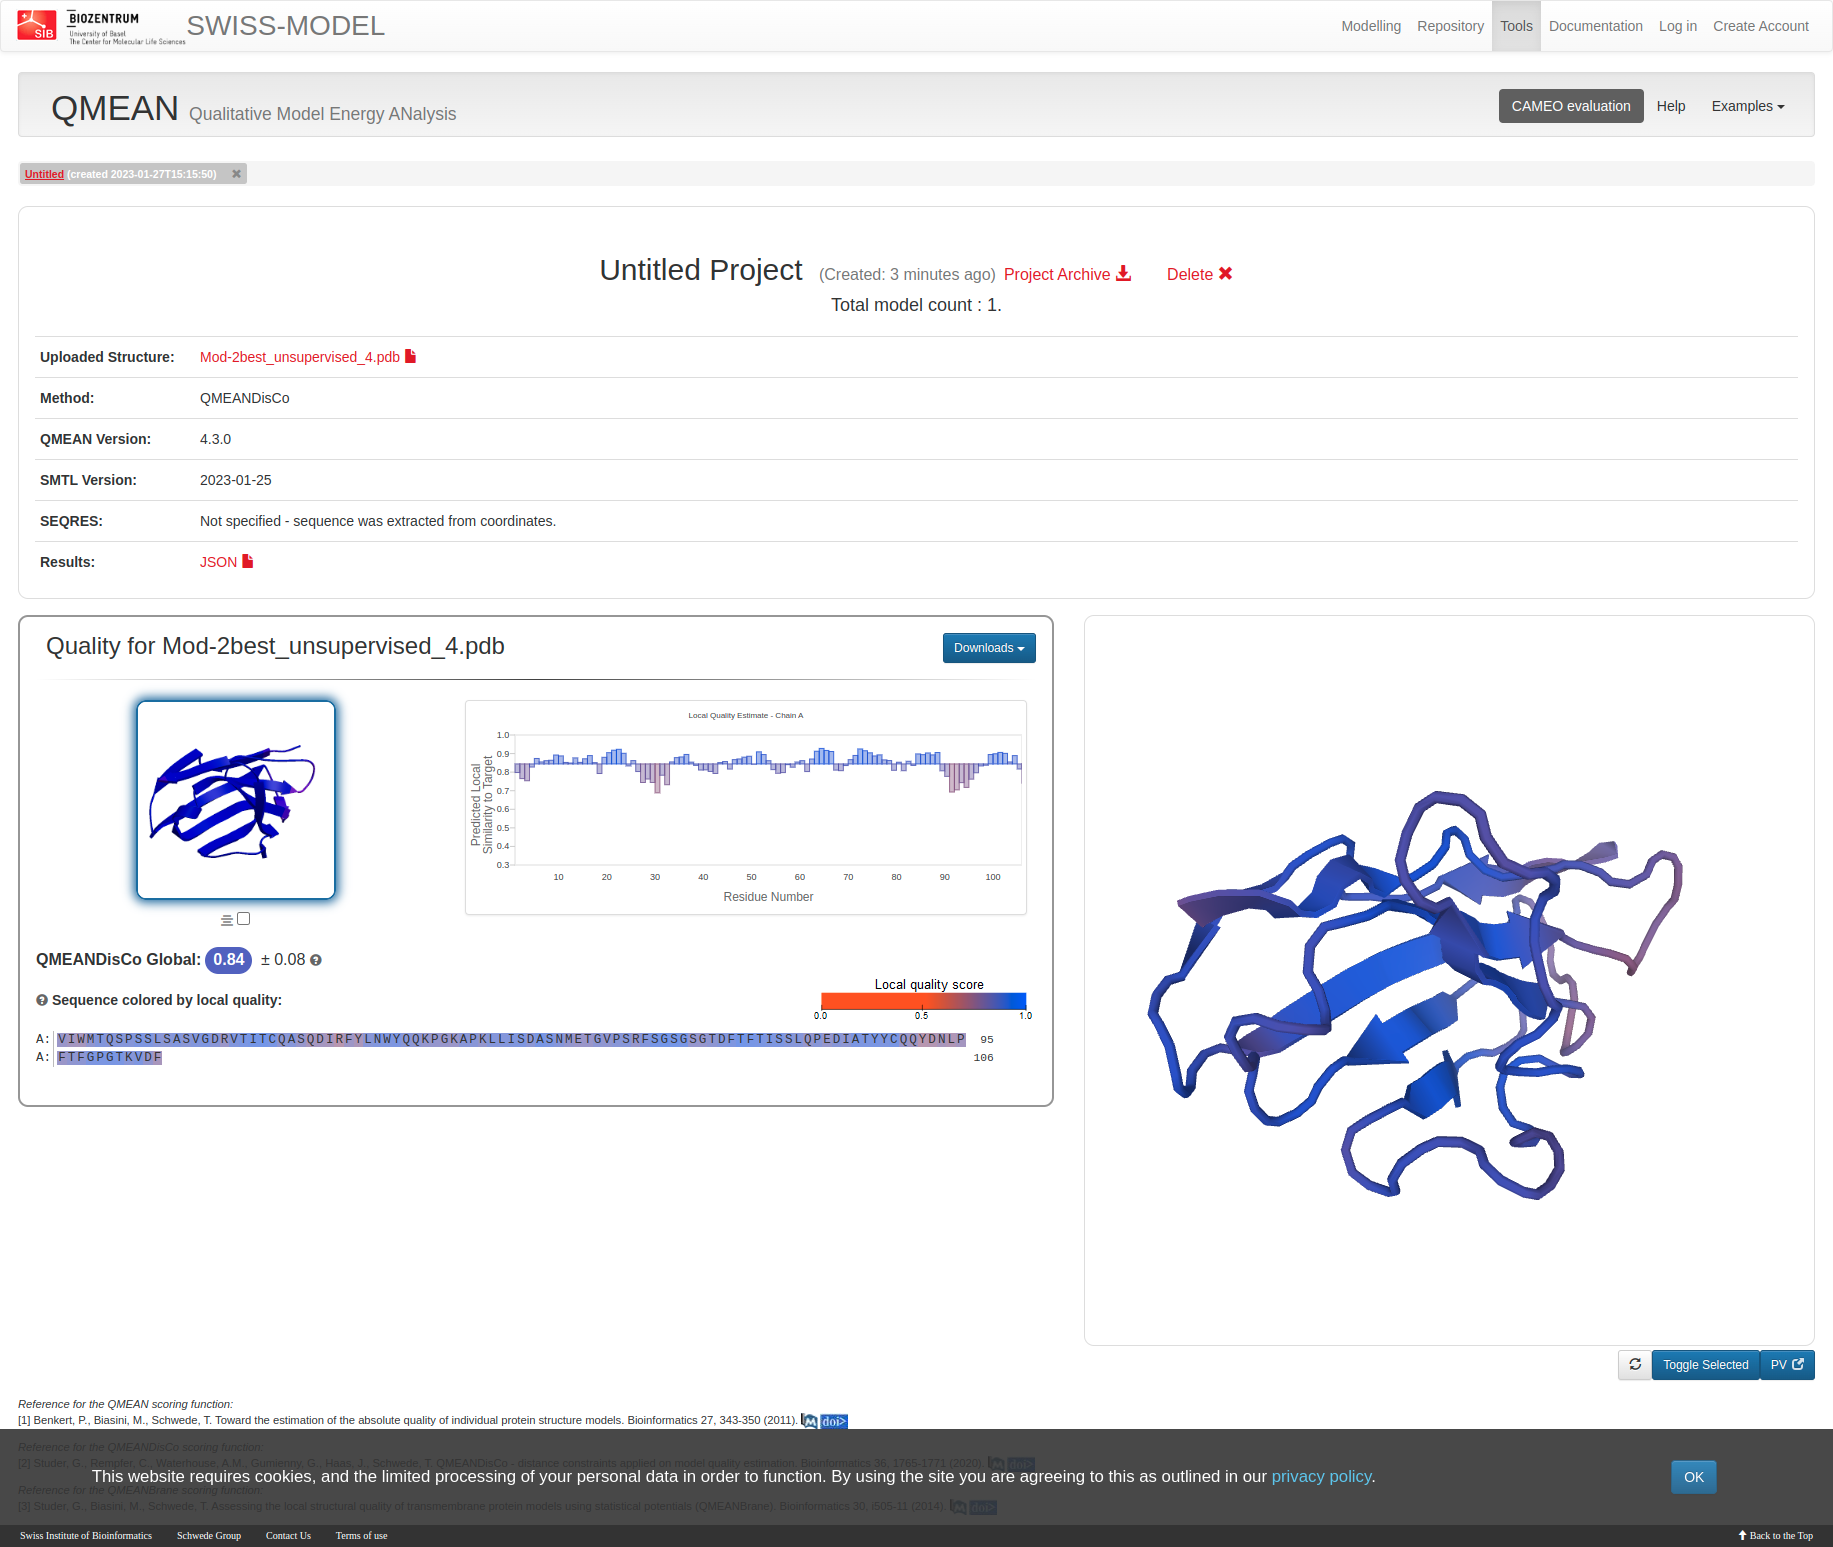 SIB
BIOZENTRUM
University of Basel
The Center for Molecular Life Sciences
SWISS-MODEL
Modelling Repository Tools Documentation Log in Create Account
QMEAN Qualitative Model Energy ANalysis
CAMEO evaluation Help Examples
Untitled (created 2023-01-27T15:15:50)
Untitled Project (Created: 3 minutes ago) Project Archive Delete
Total model count : 1.
Uploaded Structure: Mod-2best_unsupervised_4.pdb
Method: QMEANDisCo
QMEAN Version: 4.3.0
SMTL Version: 2023-01-25
SEQRES: Not specified - sequence was extracted from coordinates.
Results: JSON
Quality for Mod-2best_unsupervised_4.pdb
Downloads
Local Quality Estimate - Chain A
Predicted Local
Similarity to Target
1.0
0.9
0.8
0.7
0.6
0.5
0.4
0.3
10 20 30 40 50 60 70 80 90 100
Residue Number
QMEANDisCo Global: 0.84 ± 0.08
Sequence colored by local quality:
Local quality score
0.0 0.5 1.0
A: VIWMTQSPSSLSASVGDRVTITCQASQDIRFYLNWYQQKPGKAPKLLISDASNMETGVPSRFSGSGSGTDFTFTISSLQPEDIATYYCQQYDNLP 95
A: FTFGPGTKVDF 106
Toggle Selected PV
Reference for the QMEAN scoring function:
[1] Benkert, P., Biasini, M., Schwede, T. Toward the estimation of the absolute quality of individual protein structure models. Bioinformatics 27, 343-350 (2011). M doi>
Reference for the QMEANDisCo scoring function:
[2] Studer, G., Rempfer, C., Waterhouse, A.M., Gumienny, G., Haas, J., Schwede, T. QMEANDisCo - distance constraints applied on model quality estimation. Bioinformatics 36, 1765-1771 (2020). M doi>
This website requires cookies, and the limited processing of your personal data in order to function. By using the site you are agreeing to this as outlined in our privacy policy.
OK
Reference for the QMEANBrane scoring function:
[3] Studer, G., Biasini, M., Schwede, T. Assessing the local structural quality of transmembrane protein models using statistical potentials (QMEANBrane). Bioinformatics 30, i505-11 (2014). M doi>
Swiss Institute of Bioinformatics Schwede Group Contact Us Terms of use Back to the Top